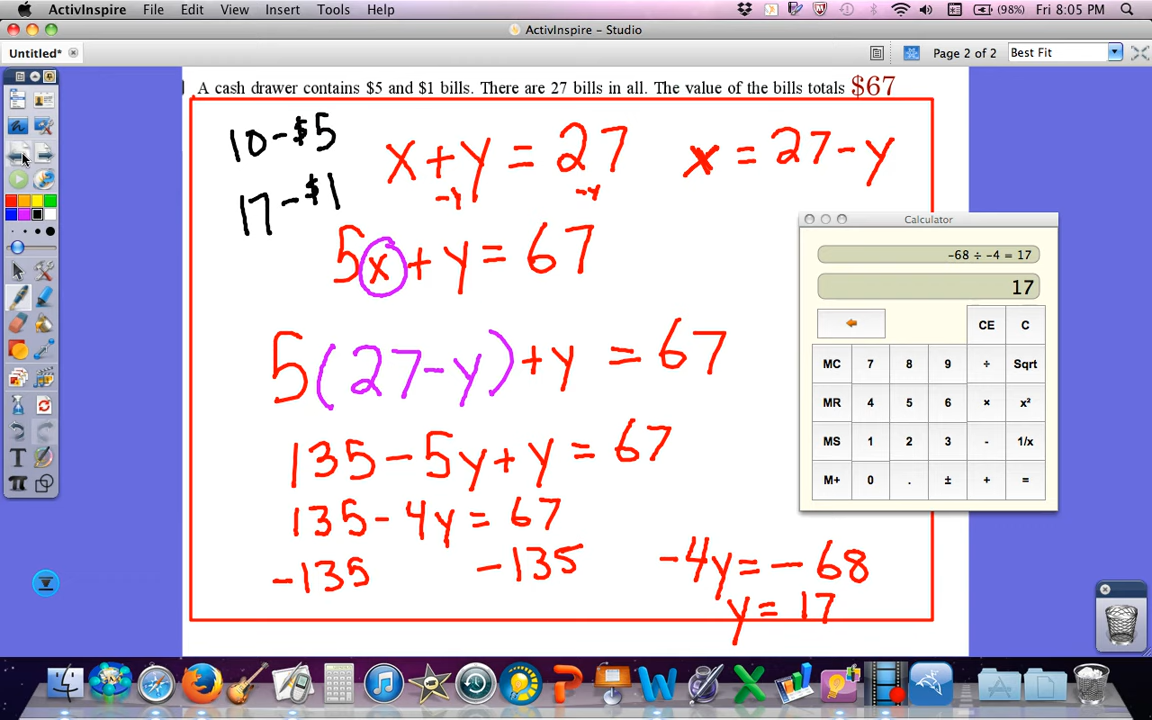 ActivInspire File Edit View Insert Tools Help (98%) Fri 8:05 PM
ActivInspire - Studio
Untitled* Page 2 of 2 Best Fit
A cash drawer contains $5 and $1 bills. There are 27 bills in all. The value of the bills totals $67
10-$5
17-$1
x+y=27
-y -y
x=27-y
5x+y=67
5(27-y)+y=67
135-5y+y=67
135-4y=67
-135 -135
-4y=-68
y=17
Calculator
-68 ÷ -4 = 17
17
CE C
MC 7 8 9 ÷ Sqrt
MR 4 5 6 × x²
MS 1 2 3 - 1/x
M+ 0 . ± + =